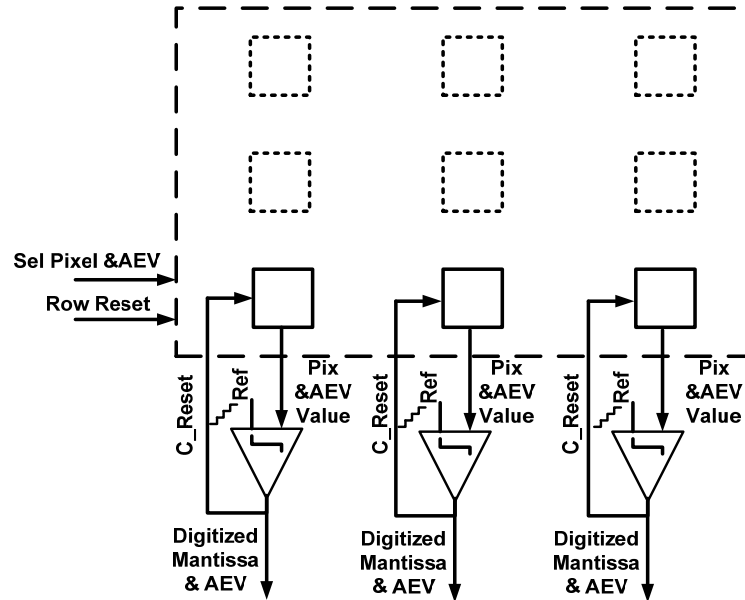 Sel Pixel &AEV
Row Reset
C_Reset
Ref
Pix
&AEV
Value
Digitized
Mantissa
& AEV
C_Reset
Ref
Pix
&AEV
Value
Digitized
Mantissa
& AEV
C_Reset
Ref
Pix
&AEV
Value
Digitized
Mantissa
& AEV